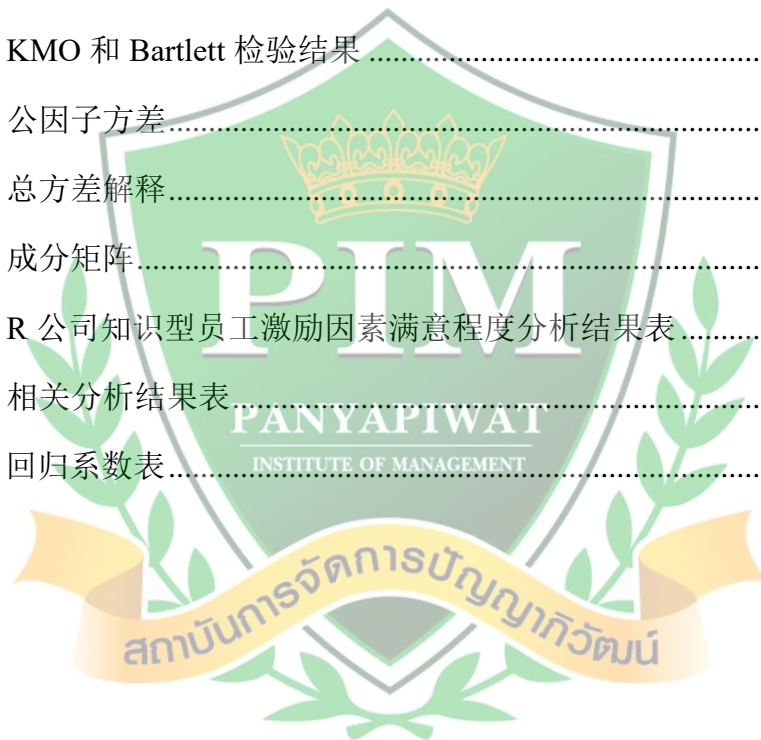 KMO 和 Bartlett 检验结果 ................................................
公因子方差 ................................................
总方差解释 ................................................
成分矩阵 ................................................
R 公司知识型员工激励因素满意程度分析结果表 ..........
相关分析结果表 ................................................
回归系数表 ................................................
PIM
PANYAPIWAT
INSTITUTE OF MANAGEMENT
สถาบันการจัดการปัญญาภิวัฒน์